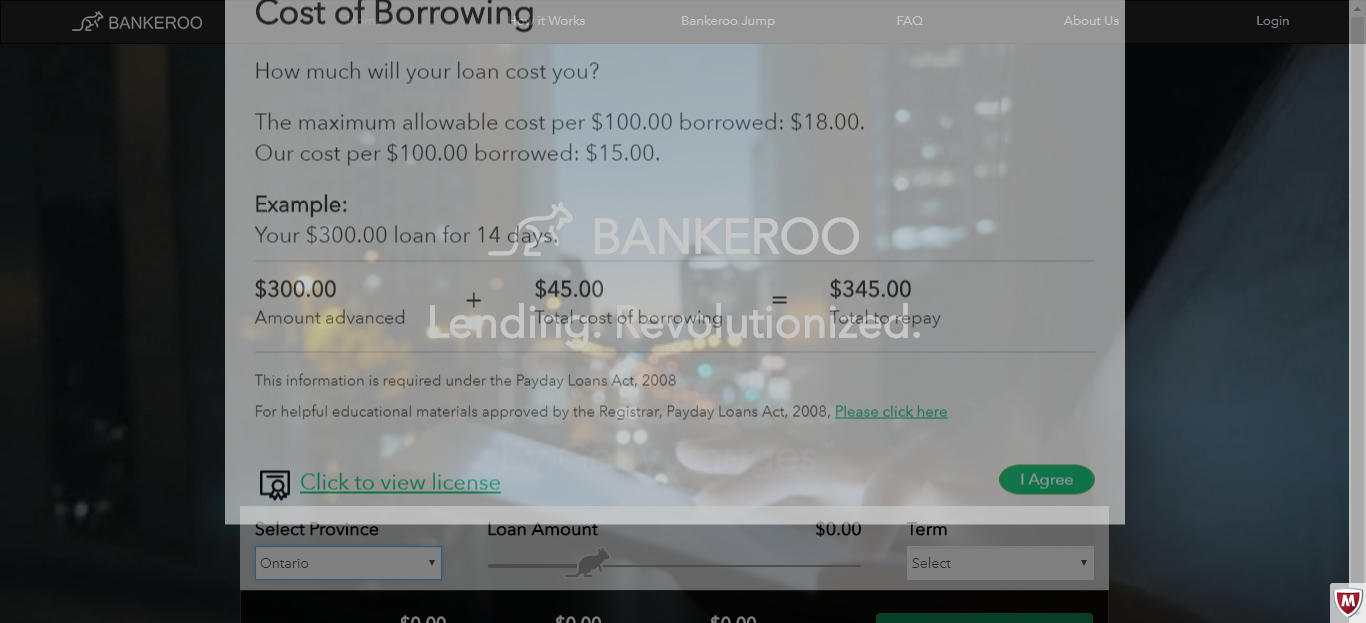 BANKEROO
How it Works
Bankeroo Jump
FAQ
About Us
Login
Cost of Borrowing
How much will your loan cost you?
The maximum allowable cost per $100.00 borrowed: $18.00.
Our cost per $100.00 borrowed: $15.00.
Example:
Your $300.00 loan for 14 days.
BANKEROO
$300.00 + $45.00 = $345.00
Amount advanced Total cost of borrowing Total to repay
Lending. Revolutionized.
This information is required under the Payday Loans Act, 2008
For helpful educational materials approved by the Registrar, Payday Loans Act, 2008, Please click here
Click to view license
I Agree
Select Province Loan Amount $0.00 Term
Ontario Select
$0.00 $0.00 $0.00